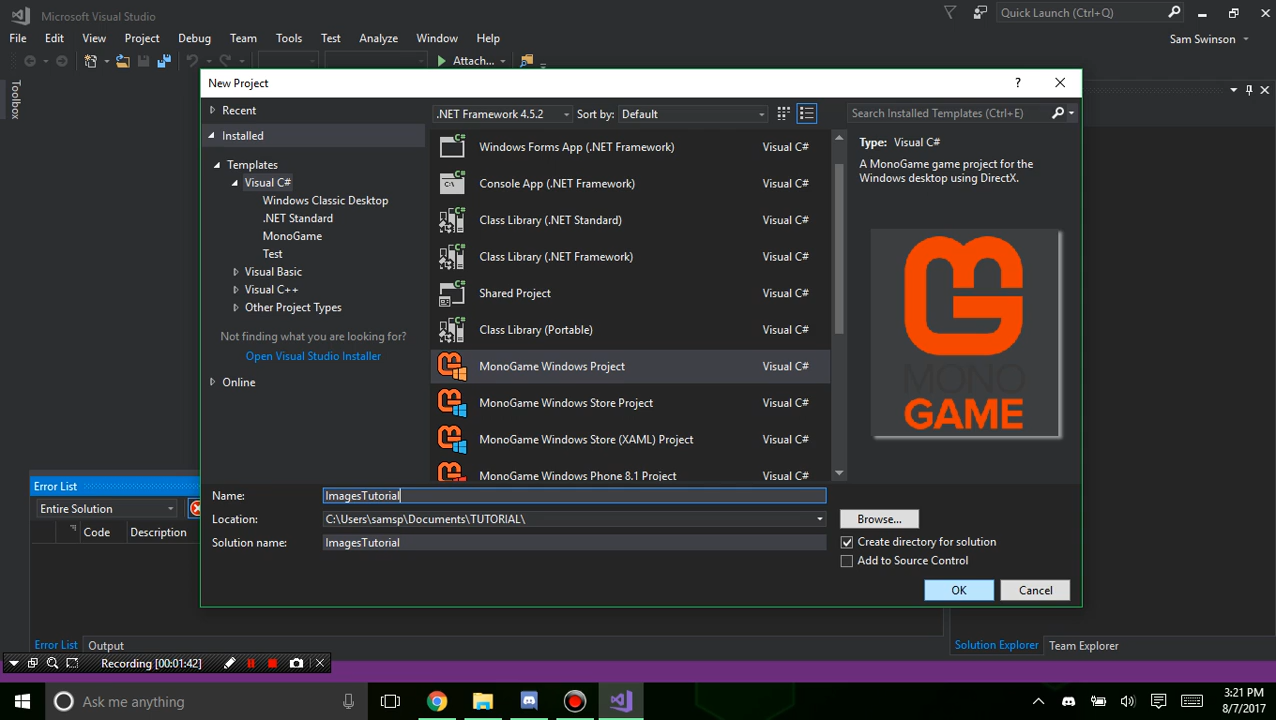 Microsoft Visual Studio
Quick Launch (Ctrl+Q)
File Edit View Project Debug Team Tools Test Analyze Window Help
Sam Swinson
Attach...
Toolbox
New Project
?
Recent
.NET Framework 4.5.2
Sort by: Default
Search Installed Templates (Ctrl+E)
Installed
Templates
Visual C#
Windows Classic Desktop
.NET Standard
MonoGame
Test
Visual Basic
Visual C++
Other Project Types
Not finding what you are looking for?
Open Visual Studio Installer
Online
Windows Forms App (.NET Framework) Visual C#
Console App (.NET Framework) Visual C#
Class Library (.NET Standard) Visual C#
Class Library (.NET Framework) Visual C#
Shared Project Visual C#
Class Library (Portable) Visual C#
MonoGame Windows Project Visual C#
MonoGame Windows Store Project Visual C#
MonoGame Windows Store (XAML) Project Visual C#
MonoGame Windows Phone 8.1 Project Visual C#
Type: Visual C#
A MonoGame game project for the
Windows desktop using DirectX.
MONO
GAME
Name: ImagesTutorial
Location: C:\Users\samsp\Documents\TUTORIAL\
Browse...
Solution name: ImagesTutorial
Create directory for solution
Add to Source Control
OK Cancel
Error List
Entire Solution
Code Description
Error List Output
Solution Explorer Team Explorer
Recording [00:01:42]
Ask me anything
3:21 PM
8/7/2017